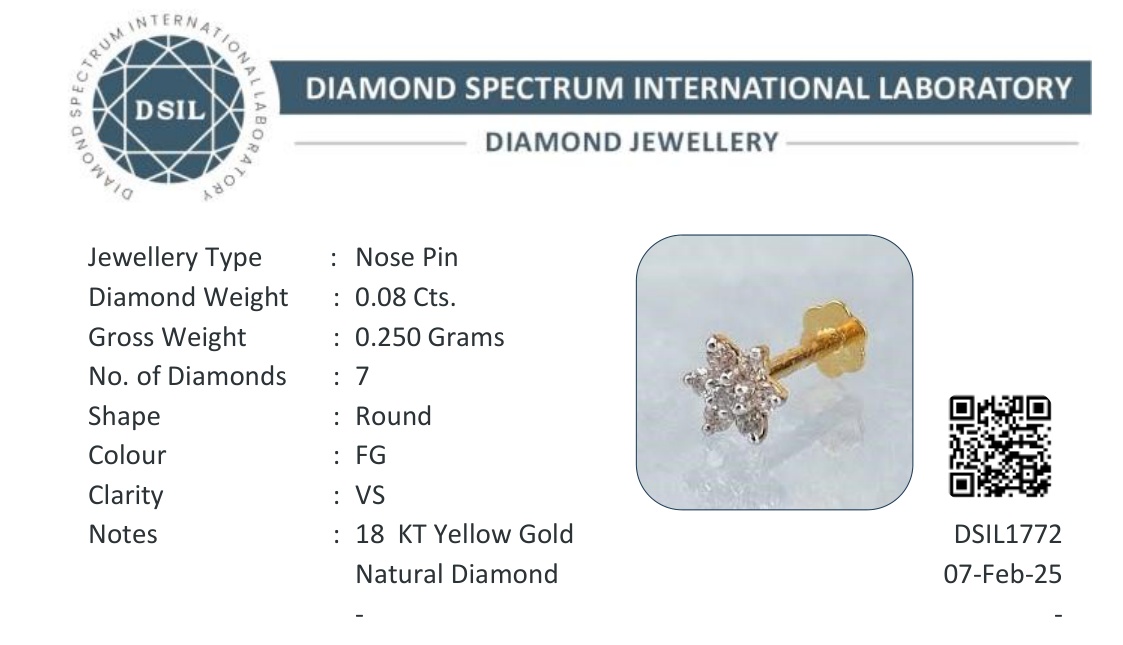 DIAMOND SPECTRUM INTERNATIONAL LABORATORY
DSIL
DIAMOND SPECTRUM INTERNATIONAL LABORATORY
DIAMOND JEWELLERY
Jewellery Type : Nose Pin
Diamond Weight : 0.08 Cts.
Gross Weight : 0.250 Grams
No. of Diamonds : 7
Shape : Round
Colour : FG
Clarity : VS
Notes : 18 KT Yellow Gold
DSIL1772
Natural Diamond
07-Feb-25
-
-